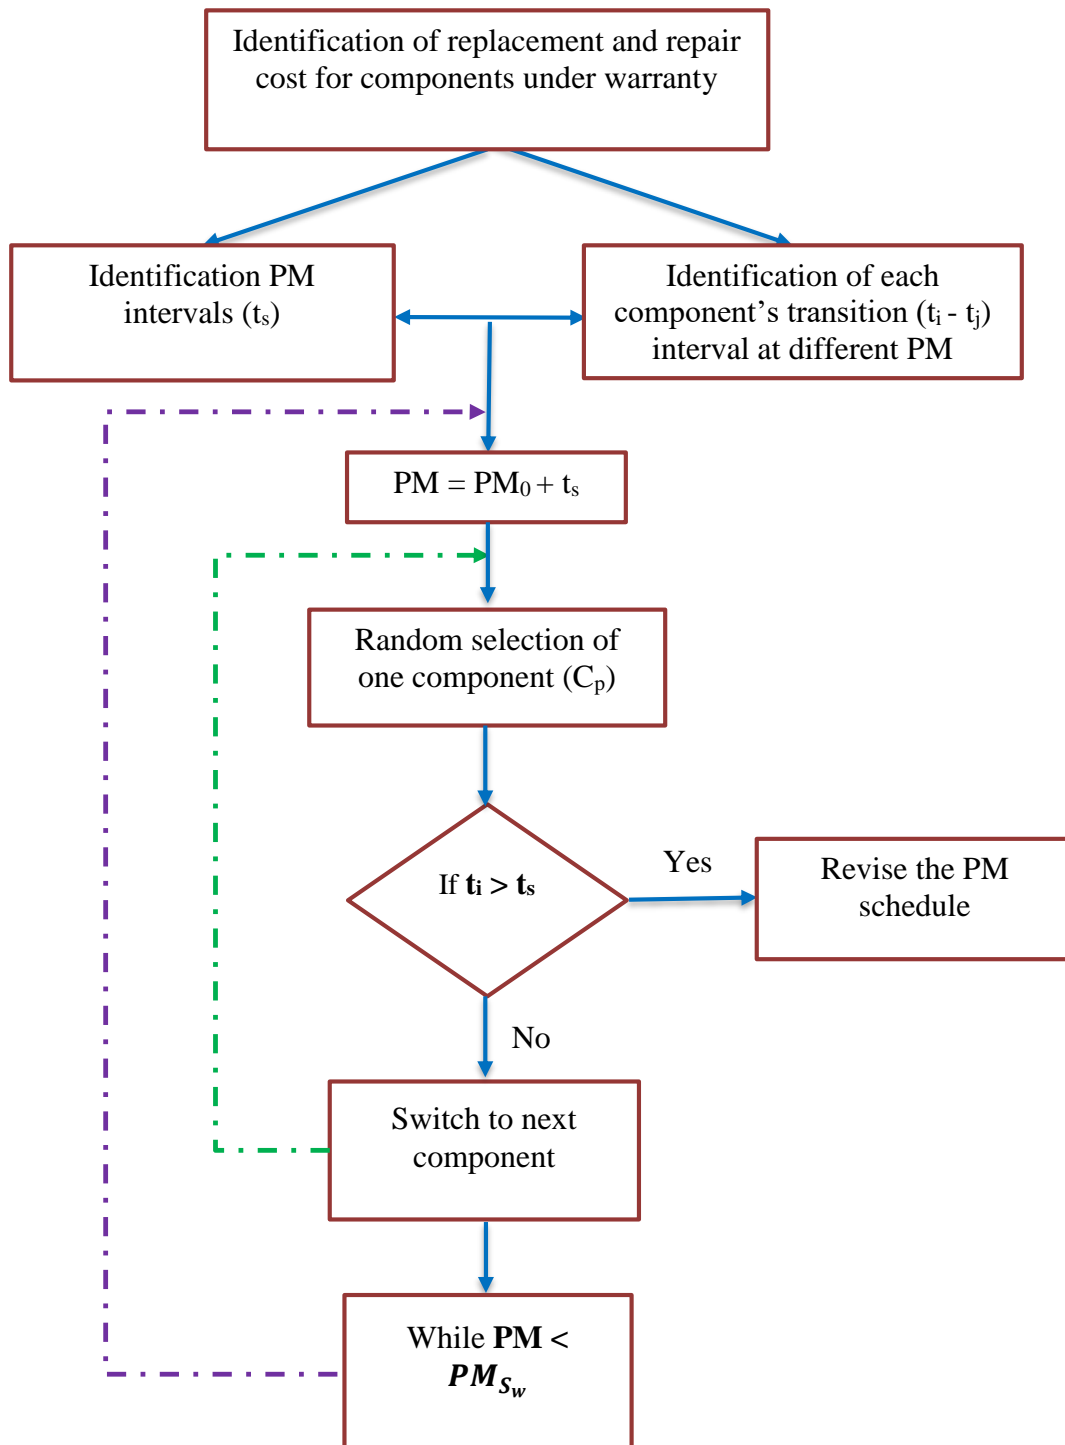 Identification of replacement and repair
cost for components under warranty
Identification PM
intervals (tₛ)
Identification of each
component’s transition (tᵢ - tⱼ)
interval at different PM
PM = PM₀ + tₛ
Random selection of
one component (Cₚ)
If tᵢ > tₛ
Yes
Revise the PM
schedule
No
Switch to next
component
While PM <
PM_{S_w}